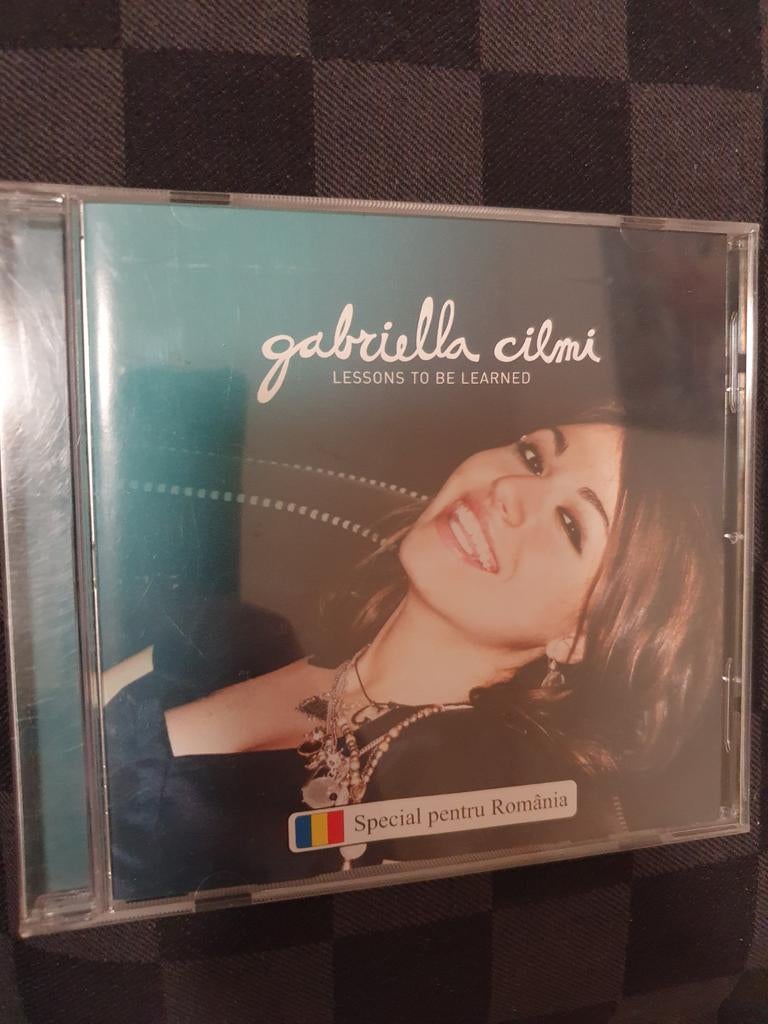 gabriella cilmi
LESSONS TO BE LEARNED
Special pentru România